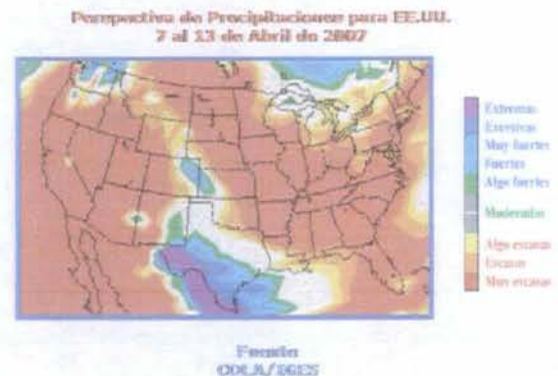 Perspectiva de Precipitaciones para EE.UU.
7 al 13 de Abril de 2007
Extremas
Excesivas
Muy fuertes
Fuertes
Algo fuertes
Moderadas
Algo escasas
Escasas
Muy escasas
Fuente
COLA/IGES